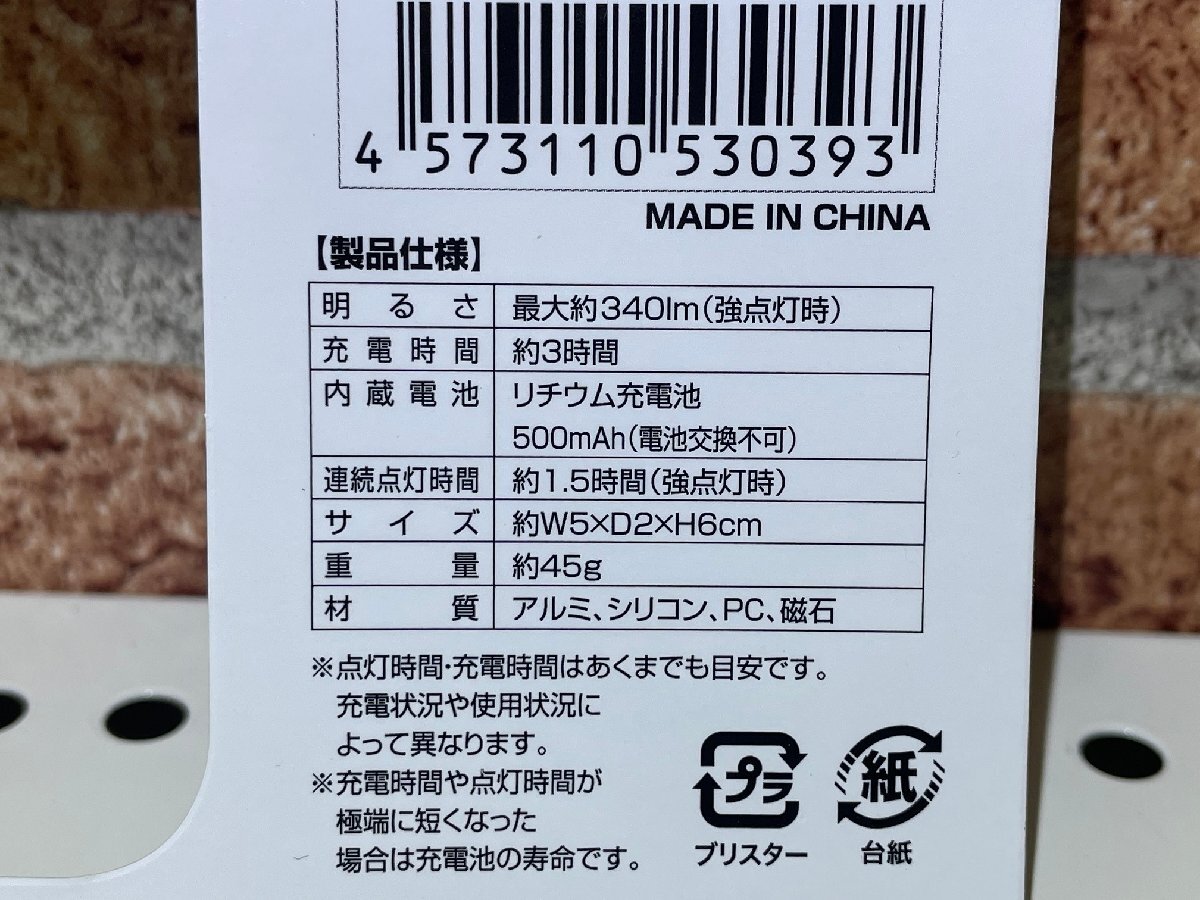 4 573110 530393
MADE IN CHINA
【製品仕様】
明るさ 最大約340lm(強点灯時)
充電時間 約3時間
内蔵電池 リチウム充電池
500mAh(電池交換不可)
連続点灯時間 約1.5時間(強点灯時)
サイズ 約W5×D2×H6cm
重量 約45g
材質 アルミ、シリコン、PC、磁石
※点灯時間・充電時間はあくまでも目安です。
充電状況や使用状況に
よって異なります。
※充電時間や点灯時間が
極端に短くなった
場合は充電池の寿命です。
プラ
ブリスター
紙
台紙